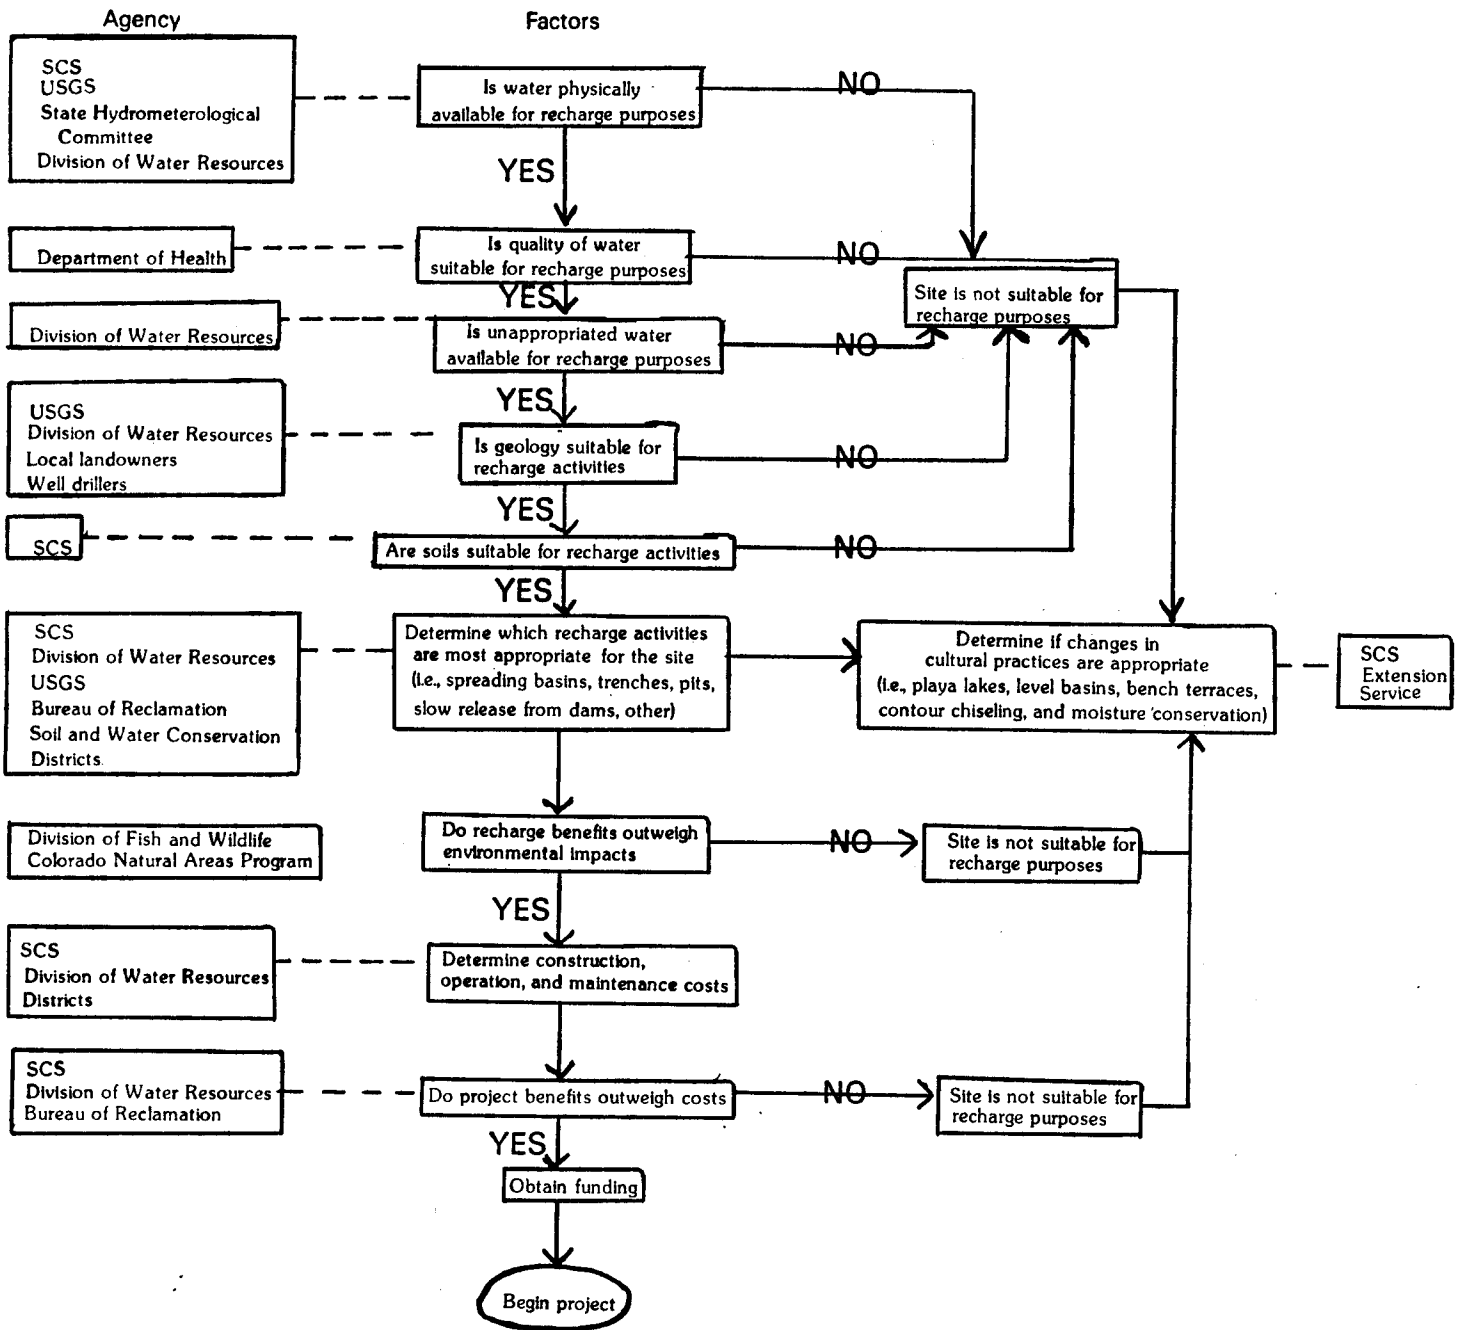 Agency
Factors
SCS
USGS
State Hydrometerological
Committee
Division of Water Resources
Is water physically
available for recharge purposes
NO
YES
Department of Health
Is quality of water
suitable for recharge purposes
NO
Site is not suitable for
recharge purposes
YES
Division of Water Resources
Is unappropriated water
available for recharge purposes
NO
YES
USGS
Division of Water Resources
Local landowners
Well drillers
Is geology suitable for
recharge activities
NO
YES
SCS
Are soils suitable for recharge activities
NO
YES
SCS
Division of Water Resources
USGS
Bureau of Reclamation
Soil and Water Conservation
Districts
Determine which recharge activities
are most appropriate for the site
(i.e., spreading basins, trenches, pits,
slow release from dams, other)
Determine if changes in
cultural practices are appropriate
(i.e., playa lakes, level basins, bench terraces,
contour chiseling, and moisture conservation)
SCS
Extension
Service
Division of Fish and Wildlife
Colorado Natural Areas Program
Do recharge benefits outweigh
environmental impacts
NO
Site is not suitable for
recharge purposes
YES
SCS
Division of Water Resources
Districts
Determine construction,
operation, and maintenance costs
SCS
Division of Water Resources
Bureau of Reclamation
Do project benefits outweigh costs
NO
Site is not suitable for
recharge purposes
YES
Obtain funding
Begin project